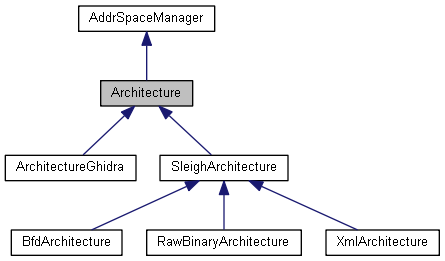 AddrSpaceManager
Architecture
ArchitectureGhidra
SleighArchitecture
BfdArchitecture
RawBinaryArchitecture
XmlArchitecture